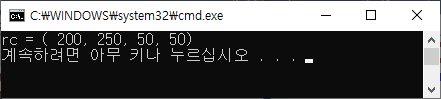 C:\WINDOWS\system32\cmd.exe
rc = ( 200, 250, 50, 50)
계속하려면 아무 키나 누르십시오 . . .